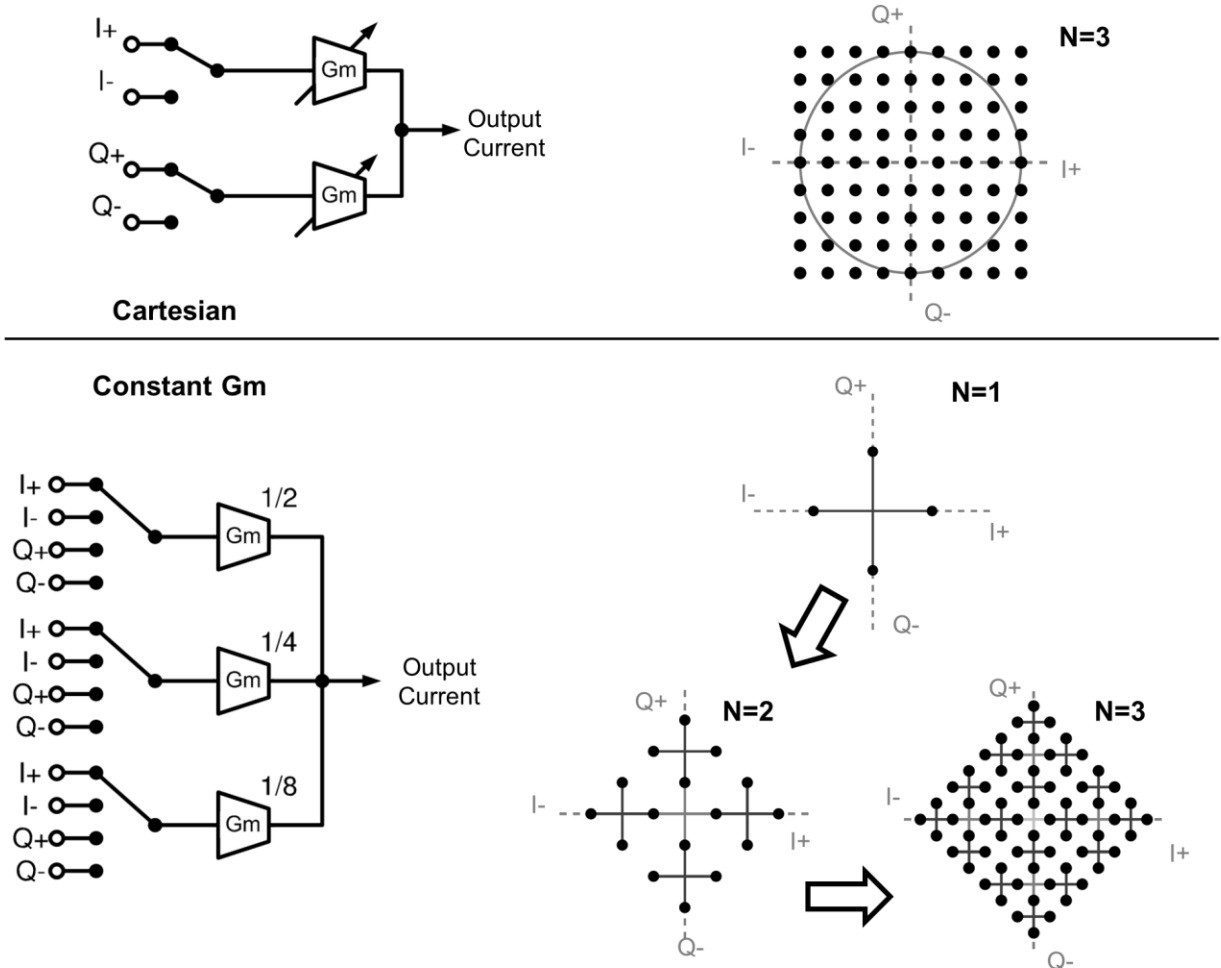 I+
I-
Gm
Q+
Q-
Gm
Output
Current
Cartesian
Q+
N=3
I-
I+
Q-
Constant Gm
I+
I-
Q+
Q-
Gm
1/2
I+
I-
Q+
Q-
Gm
1/4
I+
I-
Q+
Q-
Gm
1/8
Output
Current
Q+
N=1
I-
I+
Q-
Q+
N=2
I-
I+
Q-
Q+
N=3
I-
I+
Q-